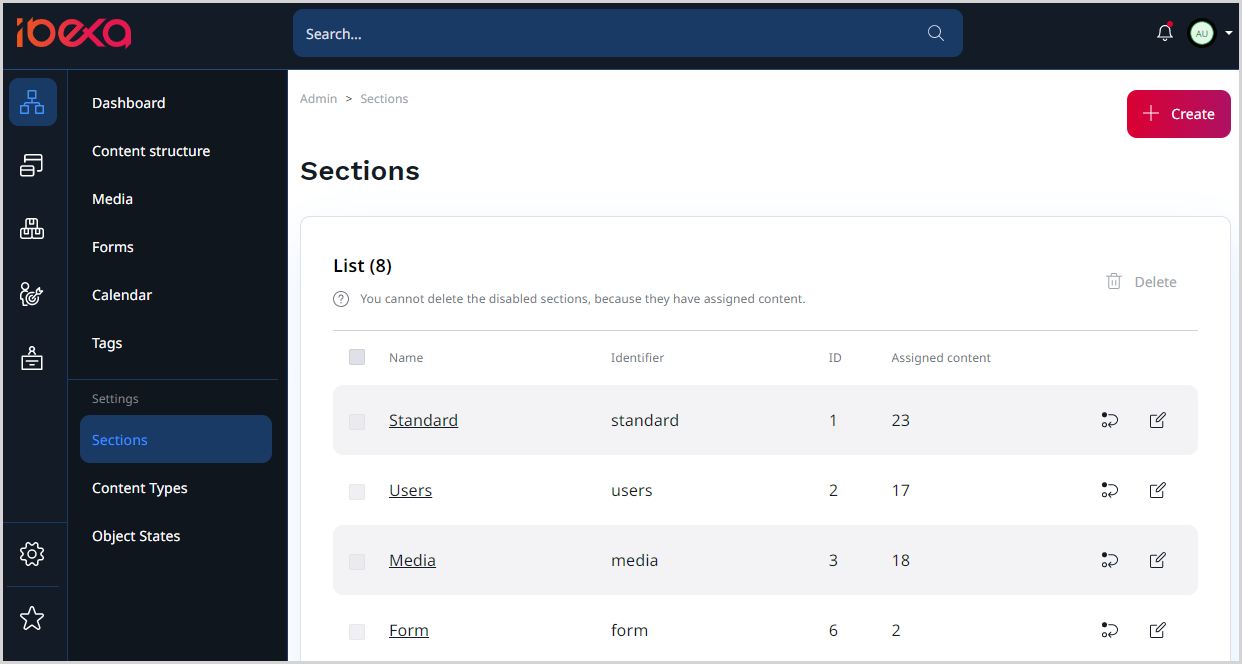 ibexa
Search...
AU
Dashboard
Content structure
Media
Forms
Calendar
Tags
Settings
Sections
Content Types
Object States
Admin > Sections
Create
Sections
List (8)
? You cannot delete the disabled sections, because they have assigned content.
Delete
Name Identifier ID Assigned content
Standard standard 1 23
Users users 2 17
Media media 3 18
Form form 6 2